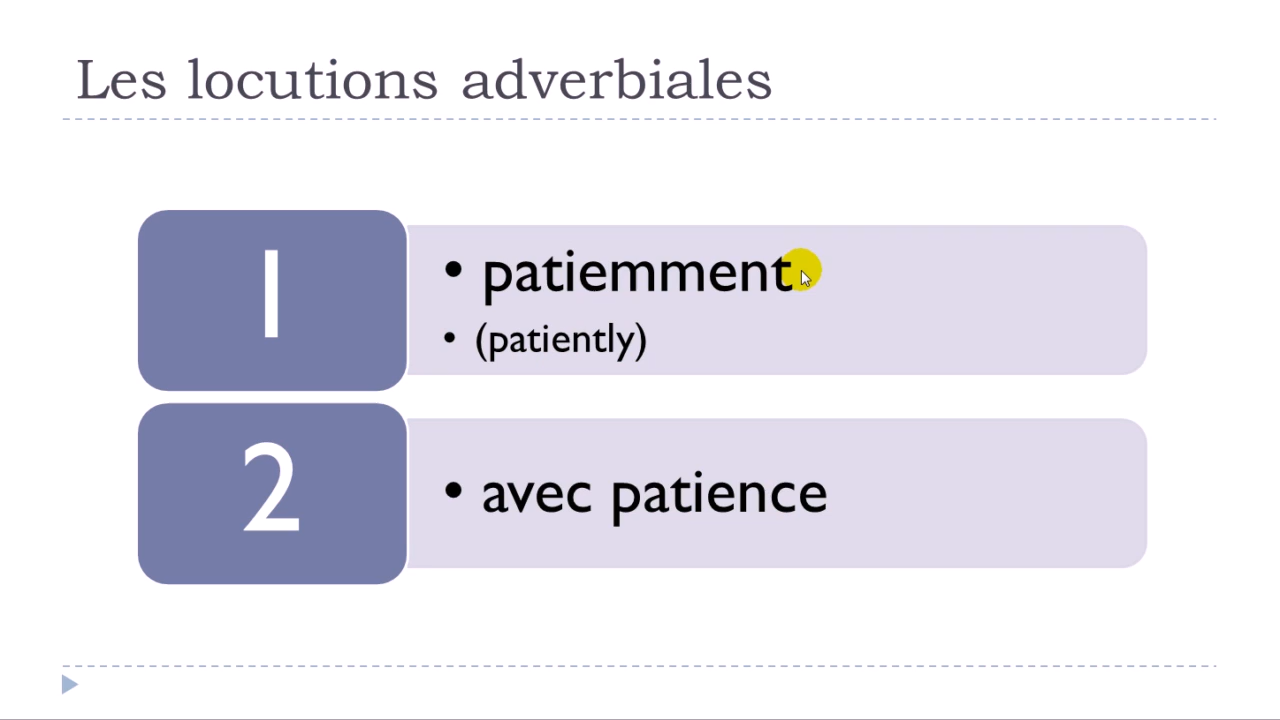 Les locutions adverbiales
1
• patiemment
• (patiently)
2
• avec patience